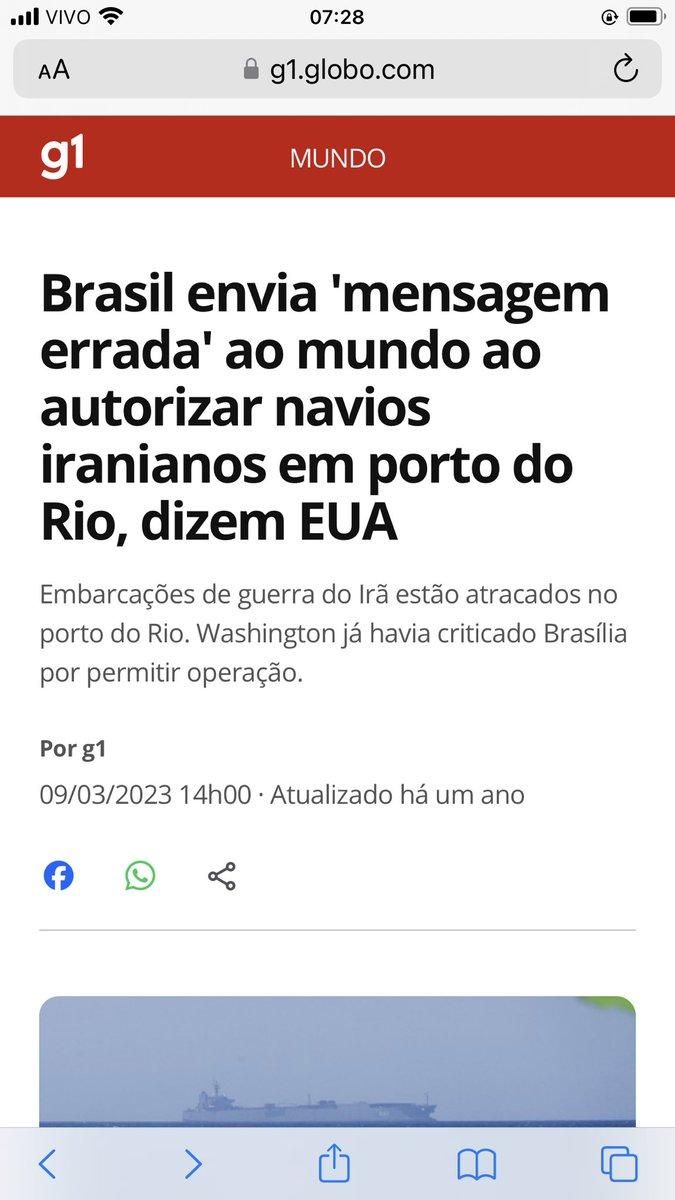 VIVO 07:28
AA g1.globo.com
g1 MUNDO
Brasil envia 'mensagem
errada' ao mundo ao
autorizar navios
iranianos em porto do
Rio, dizem EUA
Embarcações de guerra do Irã estão atracados no
porto do Rio. Washington já havia criticado Brasília
por permitir operação.
Por g1
09/03/2023 14h00 · Atualizado há um ano